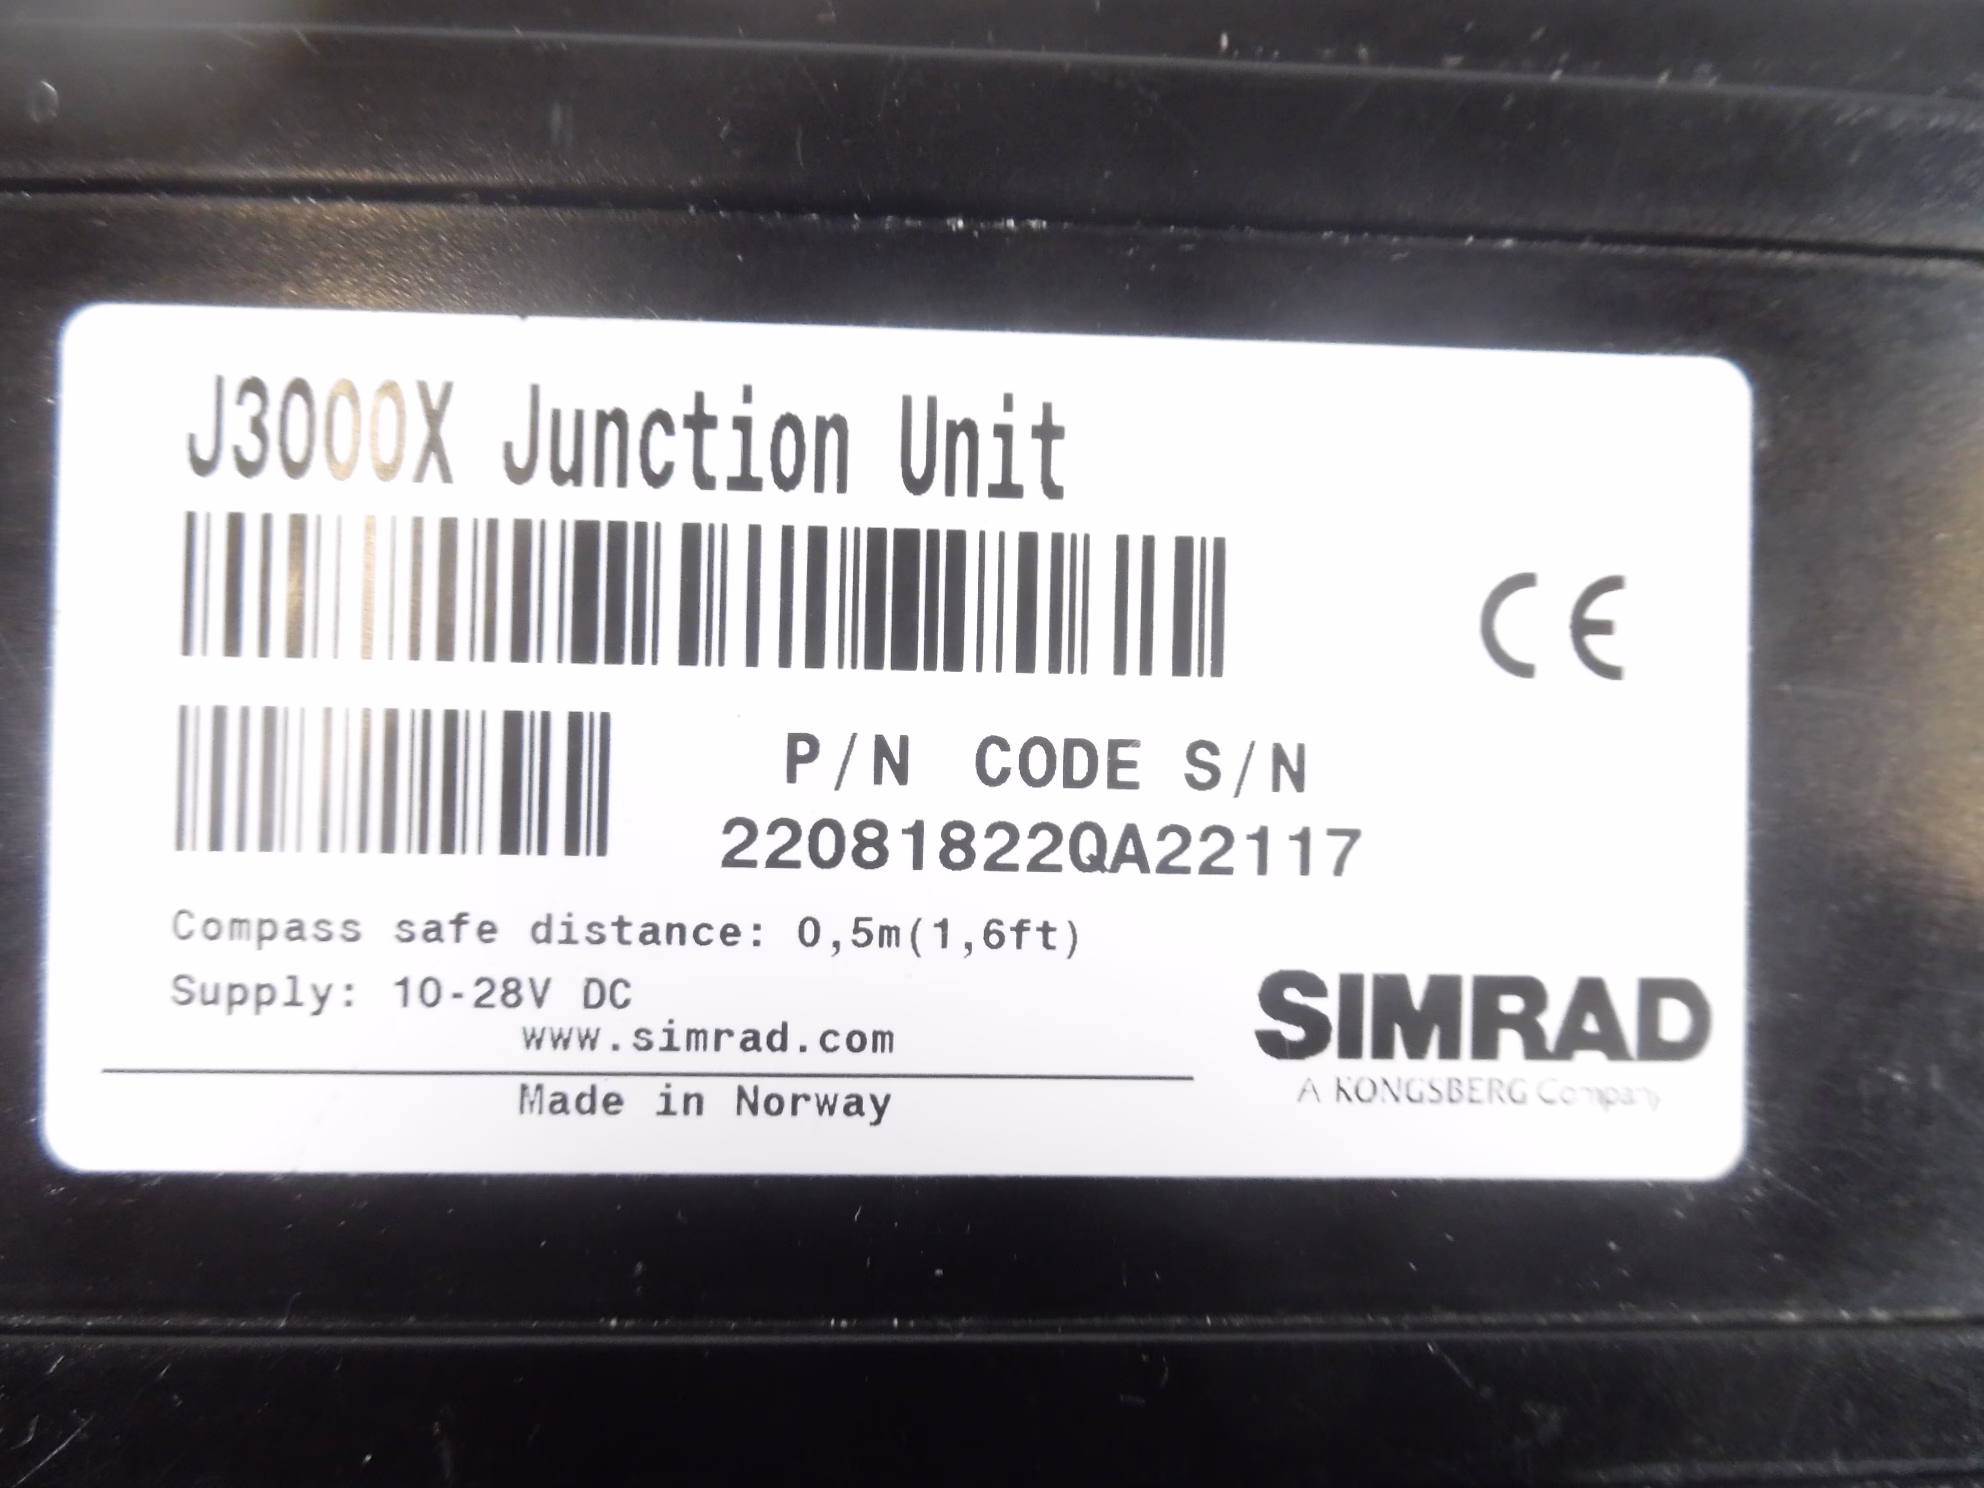 J3000X Junction Unit
CE
P/N CODE S/N
22081822QA22117
Compass safe distance: 0,5m(1,6ft)
Supply: 10-28V DC
www.simrad.com
Made in Norway
SIMRAD
A KONGSBERG Company